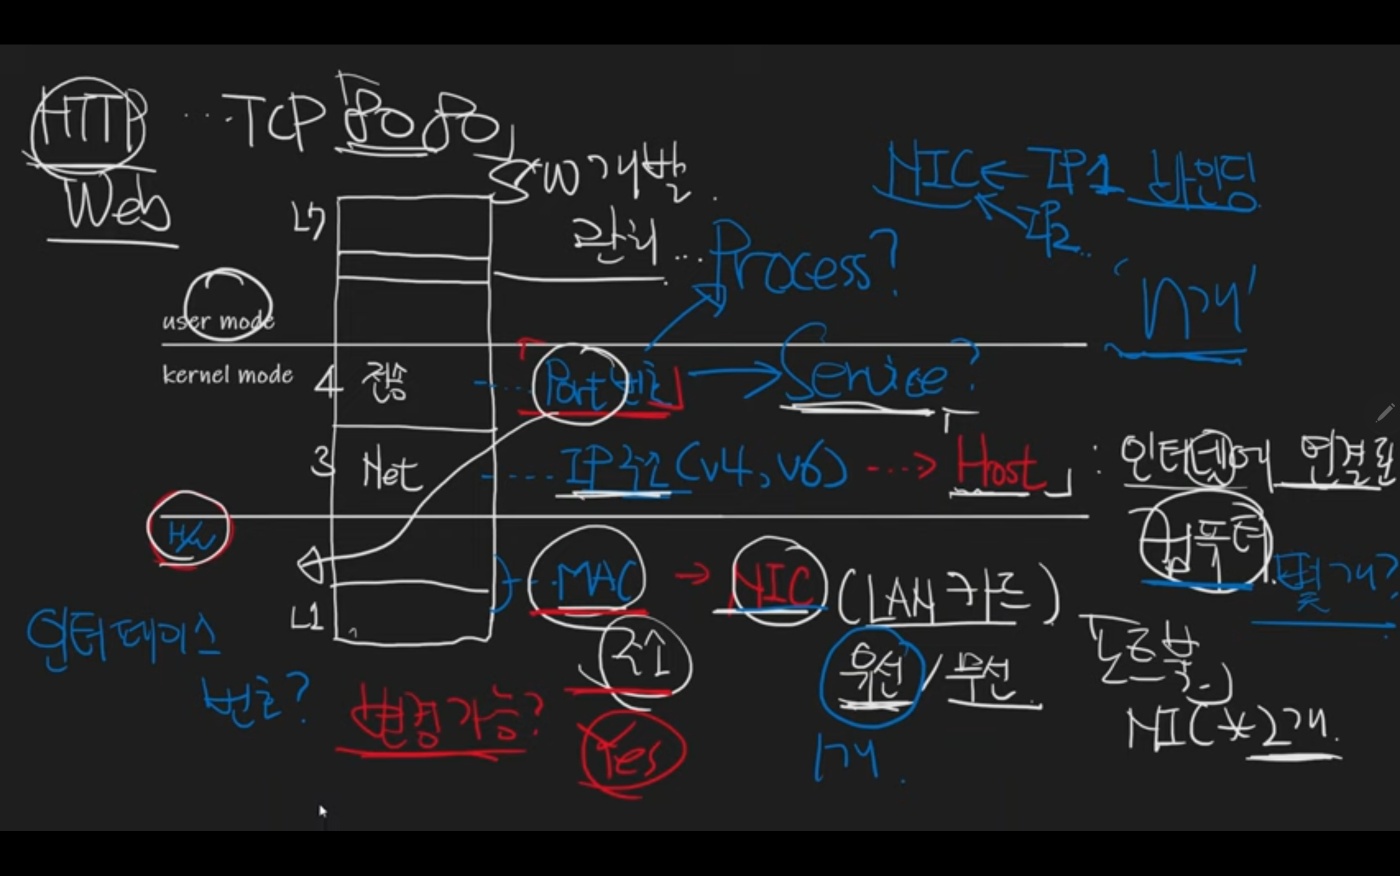 HTTP ... TCP 80 80
Web
S/W 개발
관리...
L7
NIC ← IP1 바인딩
IP2...
'n개'
Process?
user mode
kernel mode
4 전송 ..... Port 번호 → Service?
3 Net ..... IP주소 (v4, v6) ...> Host : 인터넷에 연결된
컴퓨터
몇개?
H/W
L1
... MAC → NIC (LAN 카드)
주소
유선 / 무선
1개.
노트북
NIC * 2개.
인터페이스
번호?
변경가능?
Yes